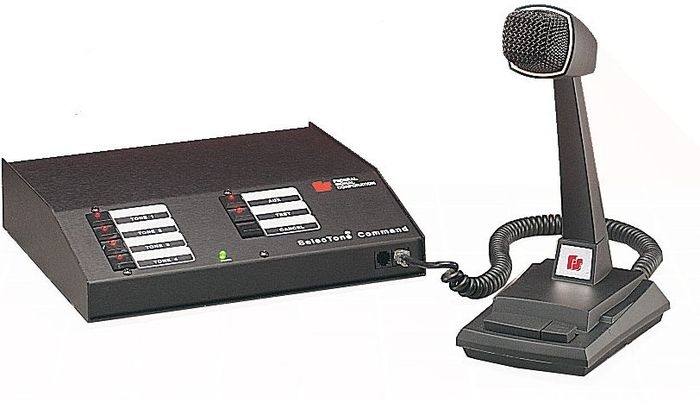 FEDERAL
SIGNAL
CORPORATION
TONE 1
TONE 2
TONE 3
TONE 4
AUX
TEST
CANCEL
SelecTone Command